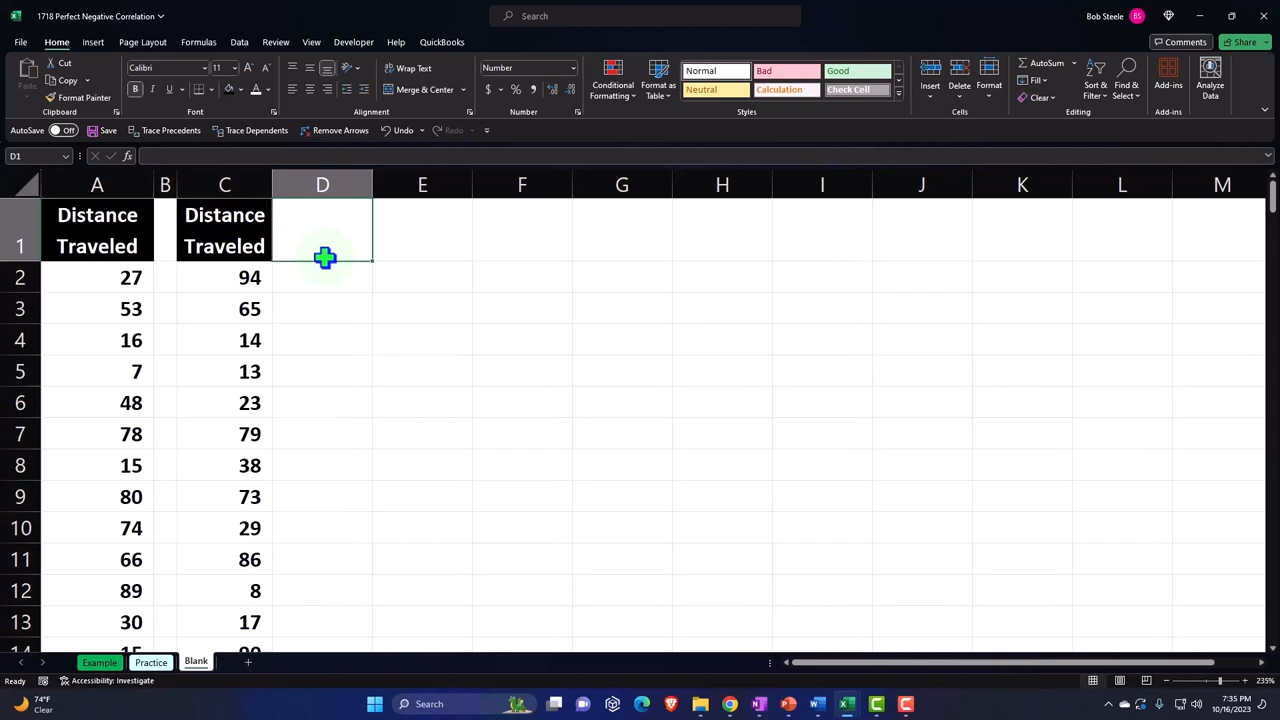 1718 Perfect Negative Correlation
Search
Bob Steele
BS
File Home Insert Page Layout Formulas Data Review View Developer Help QuickBooks
Comments
Share
Paste
Cut
Copy
Format Painter
Clipboard
Calibri
11
Font
Wrap Text
Merge & Center
Alignment
Number
Number
Conditional Formatting
Format as Table
Normal Bad Good
Neutral Calculation Check Cell
Styles
Insert Delete Format
Cells
AutoSum
Fill
Clear
Sort & Filter
Find & Select
Editing
Add-ins
Add-ins
Analyze Data
AutoSave Off Save Trace Precedents Trace Dependents Remove Arrows Undo Redo
D1
fx
A B C D E F G H I J K L M
1 Distance Traveled Distance Traveled
2 27 94
3 53 65
4 16 14
5 7 13
6 48 23
7 78 79
8 15 38
9 80 73
10 74 29
11 66 86
12 89 8
13 30 17
Example Practice Blank
Ready Accessibility: Investigate
235%
74°F
Clear
Search
7:35 PM
10/16/2023